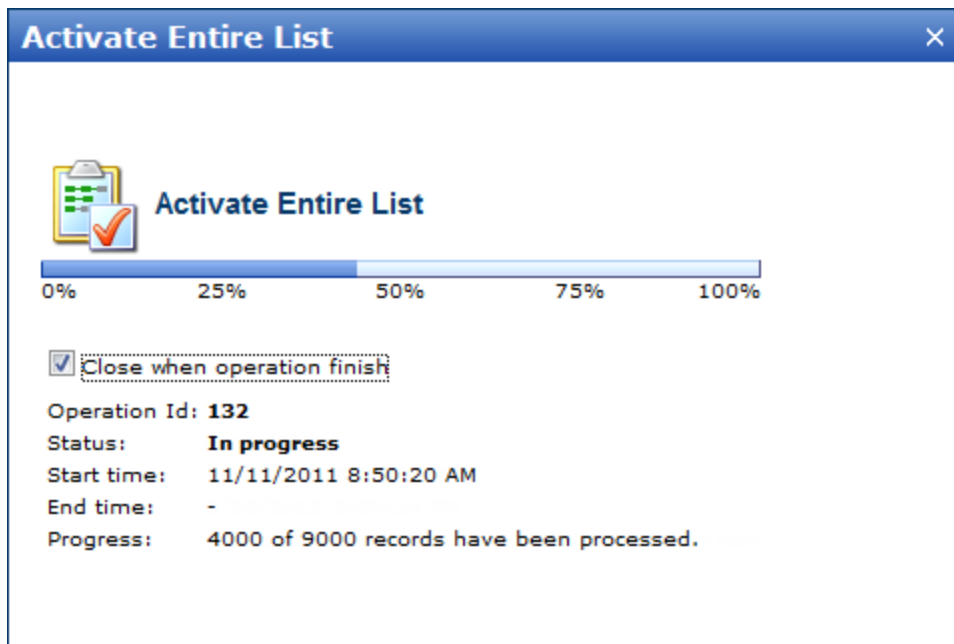 Activate Entire List
Activate Entire List
0% 25% 50% 75% 100%
Close when operation finish
Operation Id: 132
Status: In progress
Start time: 11/11/2011 8:50:20 AM
End time: -
Progress: 4000 of 9000 records have been processed.